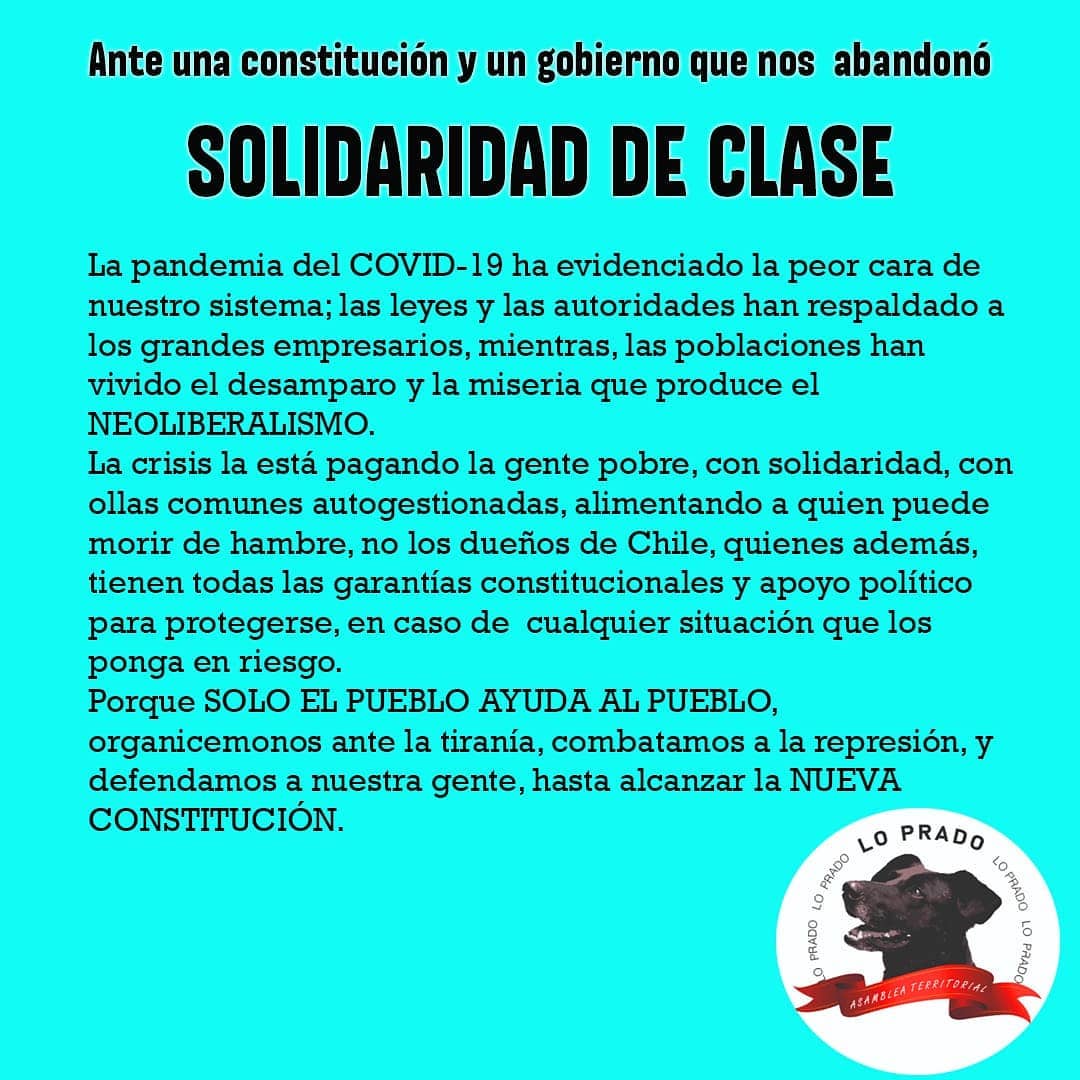 Ante una constitución y un gobierno que nos abandonó
SOLIDARIDAD DE CLASE
La pandemia del COVID-19 ha evidenciado la peor cara de
nuestro sistema; las leyes y las autoridades han respaldado a
los grandes empresarios, mientras, las poblaciones han
vivido el desamparo y la miseria que produce el
NEOLIBERALISMO.
La crisis la está pagando la gente pobre, con solidaridad, con
ollas comunes autogestionadas, alimentando a quien puede
morir de hambre, no los dueños de Chile, quienes además,
tienen todas las garantías constitucionales y apoyo político
para protegerse, en caso de cualquier situación que los
ponga en riesgo.
Porque SOLO EL PUEBLO AYUDA AL PUEBLO,
organicemonos ante la tiranía, combatamos a la represión, y
defendamos a nuestra gente, hasta alcanzar la NUEVA
CONSTITUCIÓN.
LO PRADO
LO PRADO LO PRADO LO PRADO
LO PRADO LO PRADO
ASAMBLEA TERRITORIAL